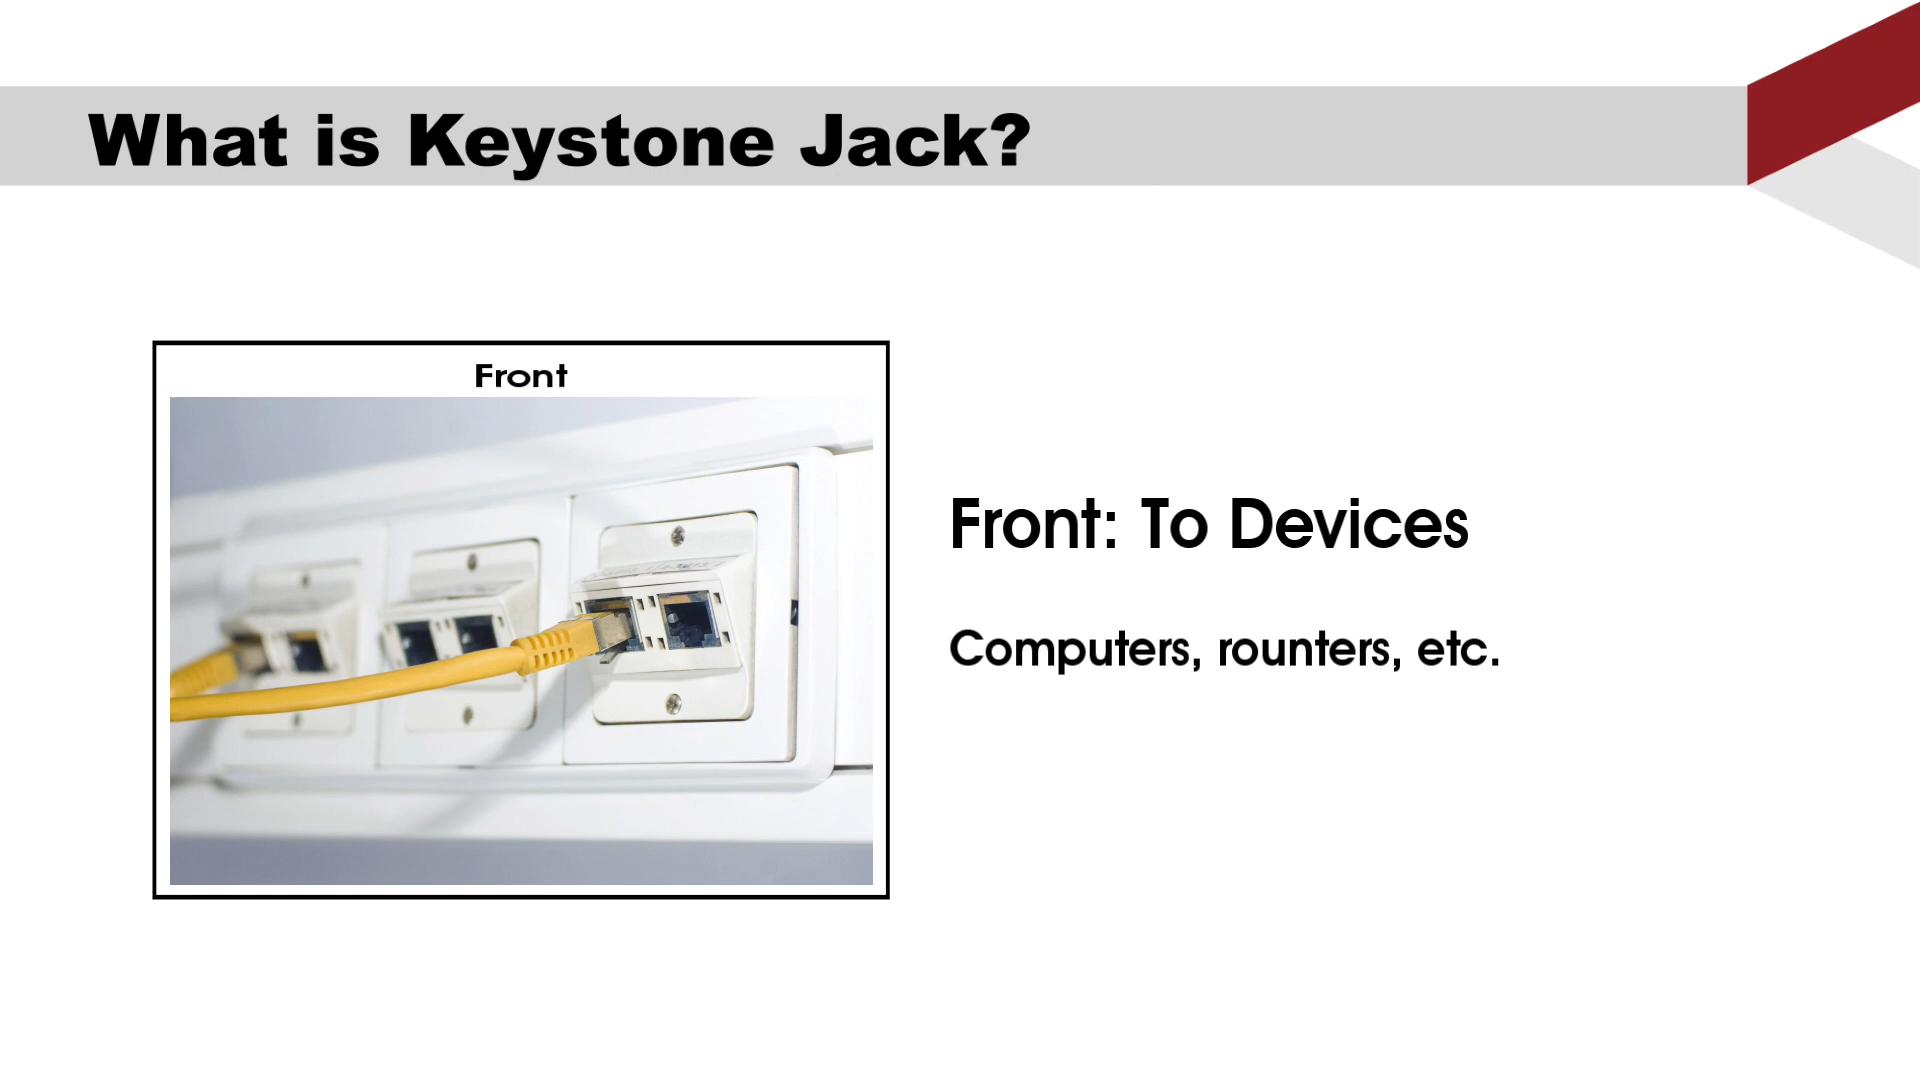 What is Keystone Jack?
Front
Front: To Devices
Computers, rounters, etc.